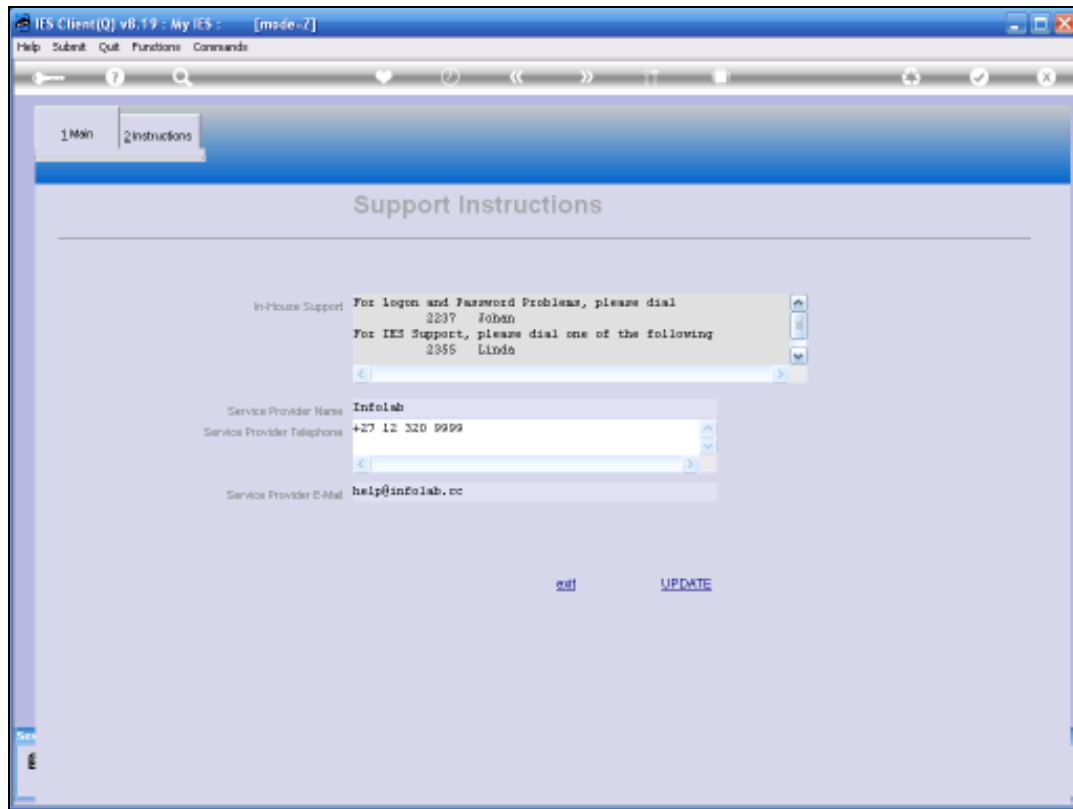 IES Client(Q) v8.19 : My IES : [mode=Z]
Help Submit Quit Functions Commands
1 Main 2 Instructions
Support Instructions
In-House Support
For Logon and Password Problems, please dial
2237 Johan
For IES Support, please dial one of the following
2355 Linda
Service Provider Name Infolab
Service Provider Telephone +27 12 320 9999
Service Provider E-Mail help@infolab.cc
exit UPDATE